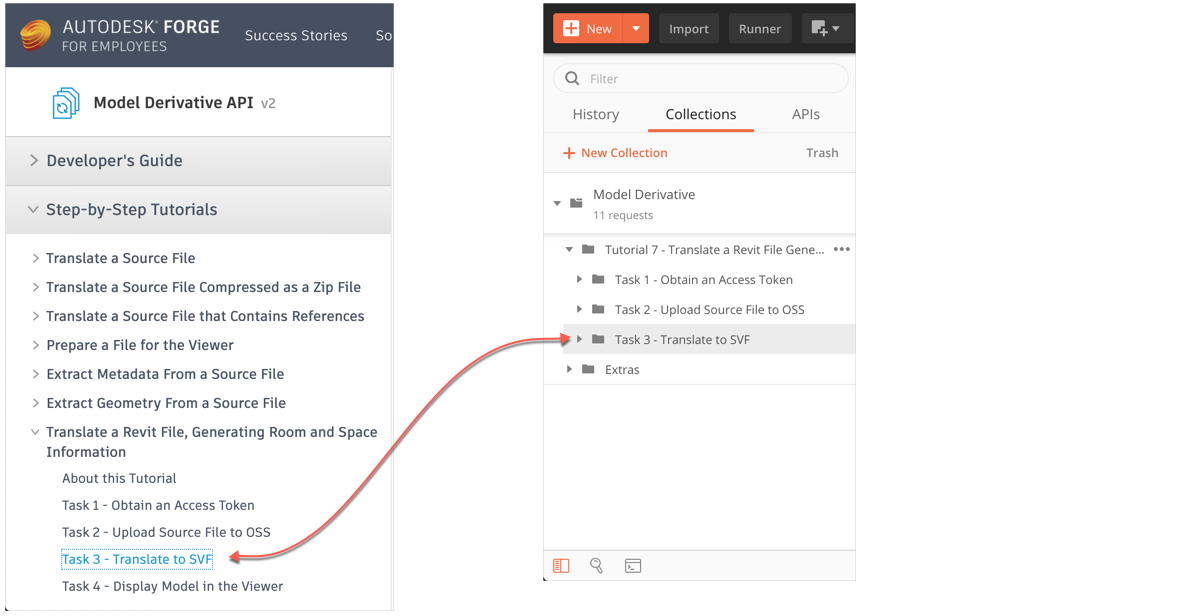 AUTODESK® FORGE
FOR EMPLOYEES
Success Stories
So
Model Derivative API v2
Developer's Guide
Step-by-Step Tutorials
Translate a Source File
Translate a Source File Compressed as a Zip File
Translate a Source File that Contains References
Prepare a File for the Viewer
Extract Metadata From a Source File
Extract Geometry From a Source File
Translate a Revit File, Generating Room and Space
Information
About this Tutorial
Task 1 - Obtain an Access Token
Task 2 - Upload Source File to OSS
Task 3 - Translate to SVF
Task 4 - Display Model in the Viewer
New
Import
Runner
Filter
History
Collections
APIs
+ New Collection
Trash
Model Derivative
11 requests
Tutorial 7 - Translate a Revit File Gene...
Task 1 - Obtain an Access Token
Task 2 - Upload Source File to OSS
Task 3 - Translate to SVF
Extras